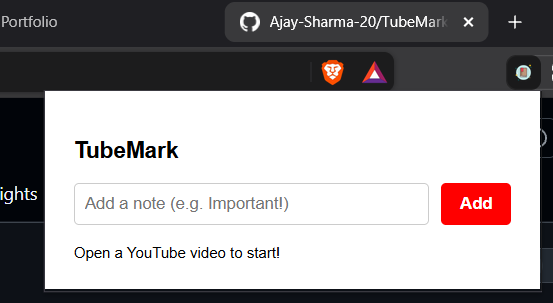 Portfolio
Ajay-Sharma-20/TubeMark
ights
TubeMark
Add a note (e.g. Important!)
Add
Open a YouTube video to start!